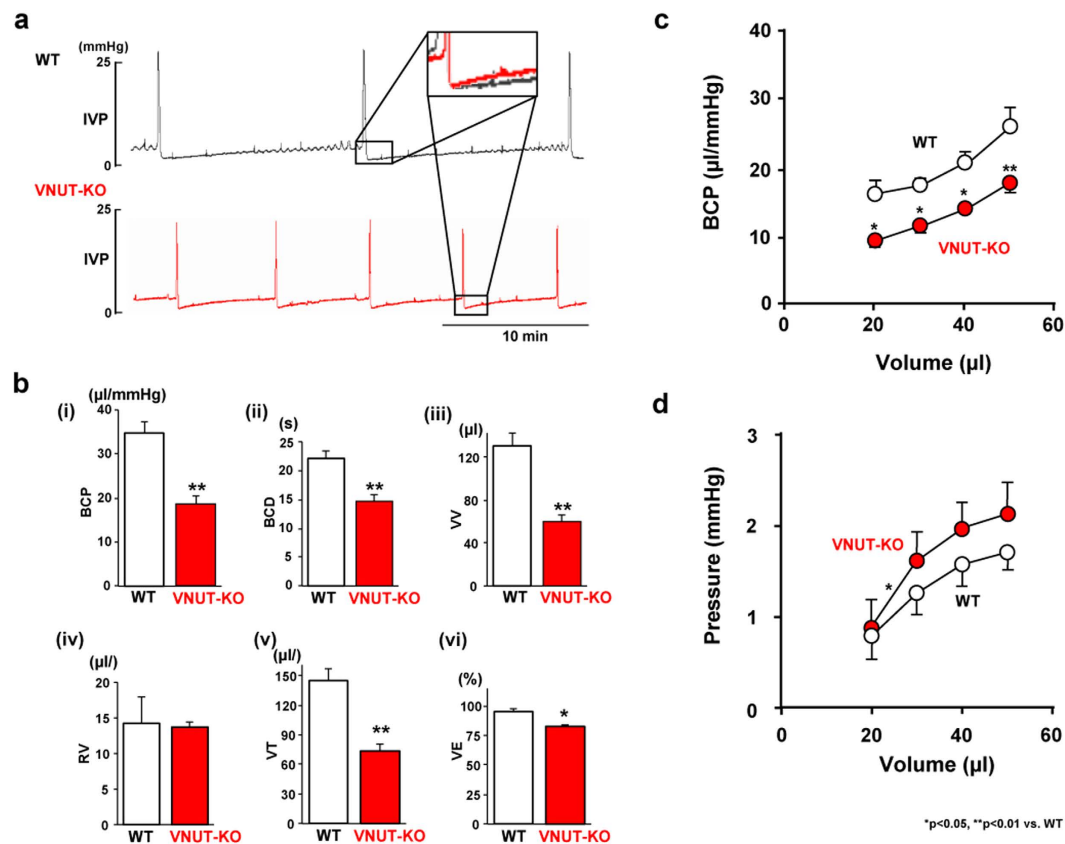 a
(mmHg)
WT
25
IVP
0
VNUT-KO
25
IVP
0
10 min
b
(i)
(µl/mmHg)
40
30
20
10
0
BCP
**
WT VNUT-KO
(ii)
(s)
25
20
15
10
5
0
BCD
**
WT VNUT-KO
(iii)
(µl)
120
80
40
0
VV
**
WT VNUT-KO
(iv)
(µl/)
20
15
10
5
0
RV
WT VNUT-KO
(v)
(µl/)
150
120
90
60
30
0
VT
**
WT VNUT-KO
(vi)
(%)
100
75
50
25
0
VE
*
WT VNUT-KO
c
40
30
20
10
0
BCP (µl/mmHg)
WT
* * * **
VNUT-KO
0 20 40 60
Volume (µl)
d
3
2
1
0
Pressure (mmHg)
VNUT-KO
*
WT
0 20 40 60
Volume (µl)
*p<0.05, **p<0.01 vs. WT